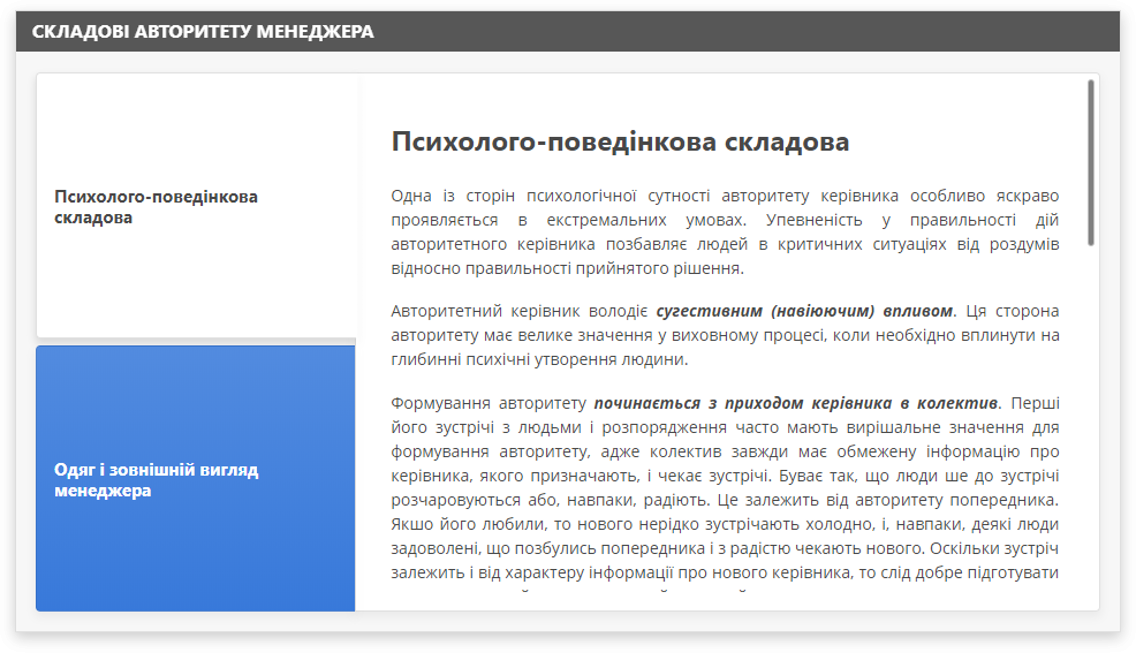 СКЛАДОВІ АВТОРИТЕТУ МЕНЕДЖЕРА
Психолого-поведінкова
складова
Одяг і зовнішній вигляд
менеджера
Психолого-поведінкова складова
Одна із сторін психологічної сутності авторитету керівника особливо яскраво
проявляється в екстремальних умовах. Упевненість у правильності дій
авторитетного керівника позбавляє людей в критичних ситуаціях від роздумів
відносно правильності прийнятого рішення.
Авторитетний керівник володіє сугестивним (навіюючим) впливом. Ця сторона
авторитету має велике значення у виховному процесі, коли необхідно вплинути на
глибинні психічні утворення людини.
Формування авторитету починається з приходом керівника в колектив. Перші
його зустрічі з людьми і розпорядження часто мають вирішальне значення для
формування авторитету, адже колектив завжди має обмежену інформацію про
керівника, якого призначають, і чекає зустрічі. Буває так, що люди ше до зустрічі
розчаровуються або, навпаки, радіють. Це залежить від авторитету попередника.
Якшо його любили, то нового нерідко зустрічають холодно, і, навпаки, деякі люди
задоволені, що позбулись попередника і з радістю чекають нового. Оскільки зустріч
залежить і від характеру інформації про нового керівника, то слід добре підготувати